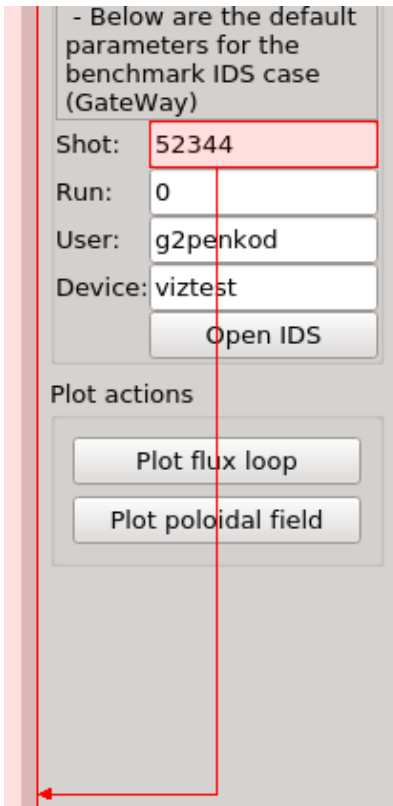 - Below are the default
parameters for the
benchmark IDS case
(GateWay)
Shot: 52344
Run: 0
User: g2penkod
Device: viztest
Open IDS
Plot actions
Plot flux loop
Plot poloidal field